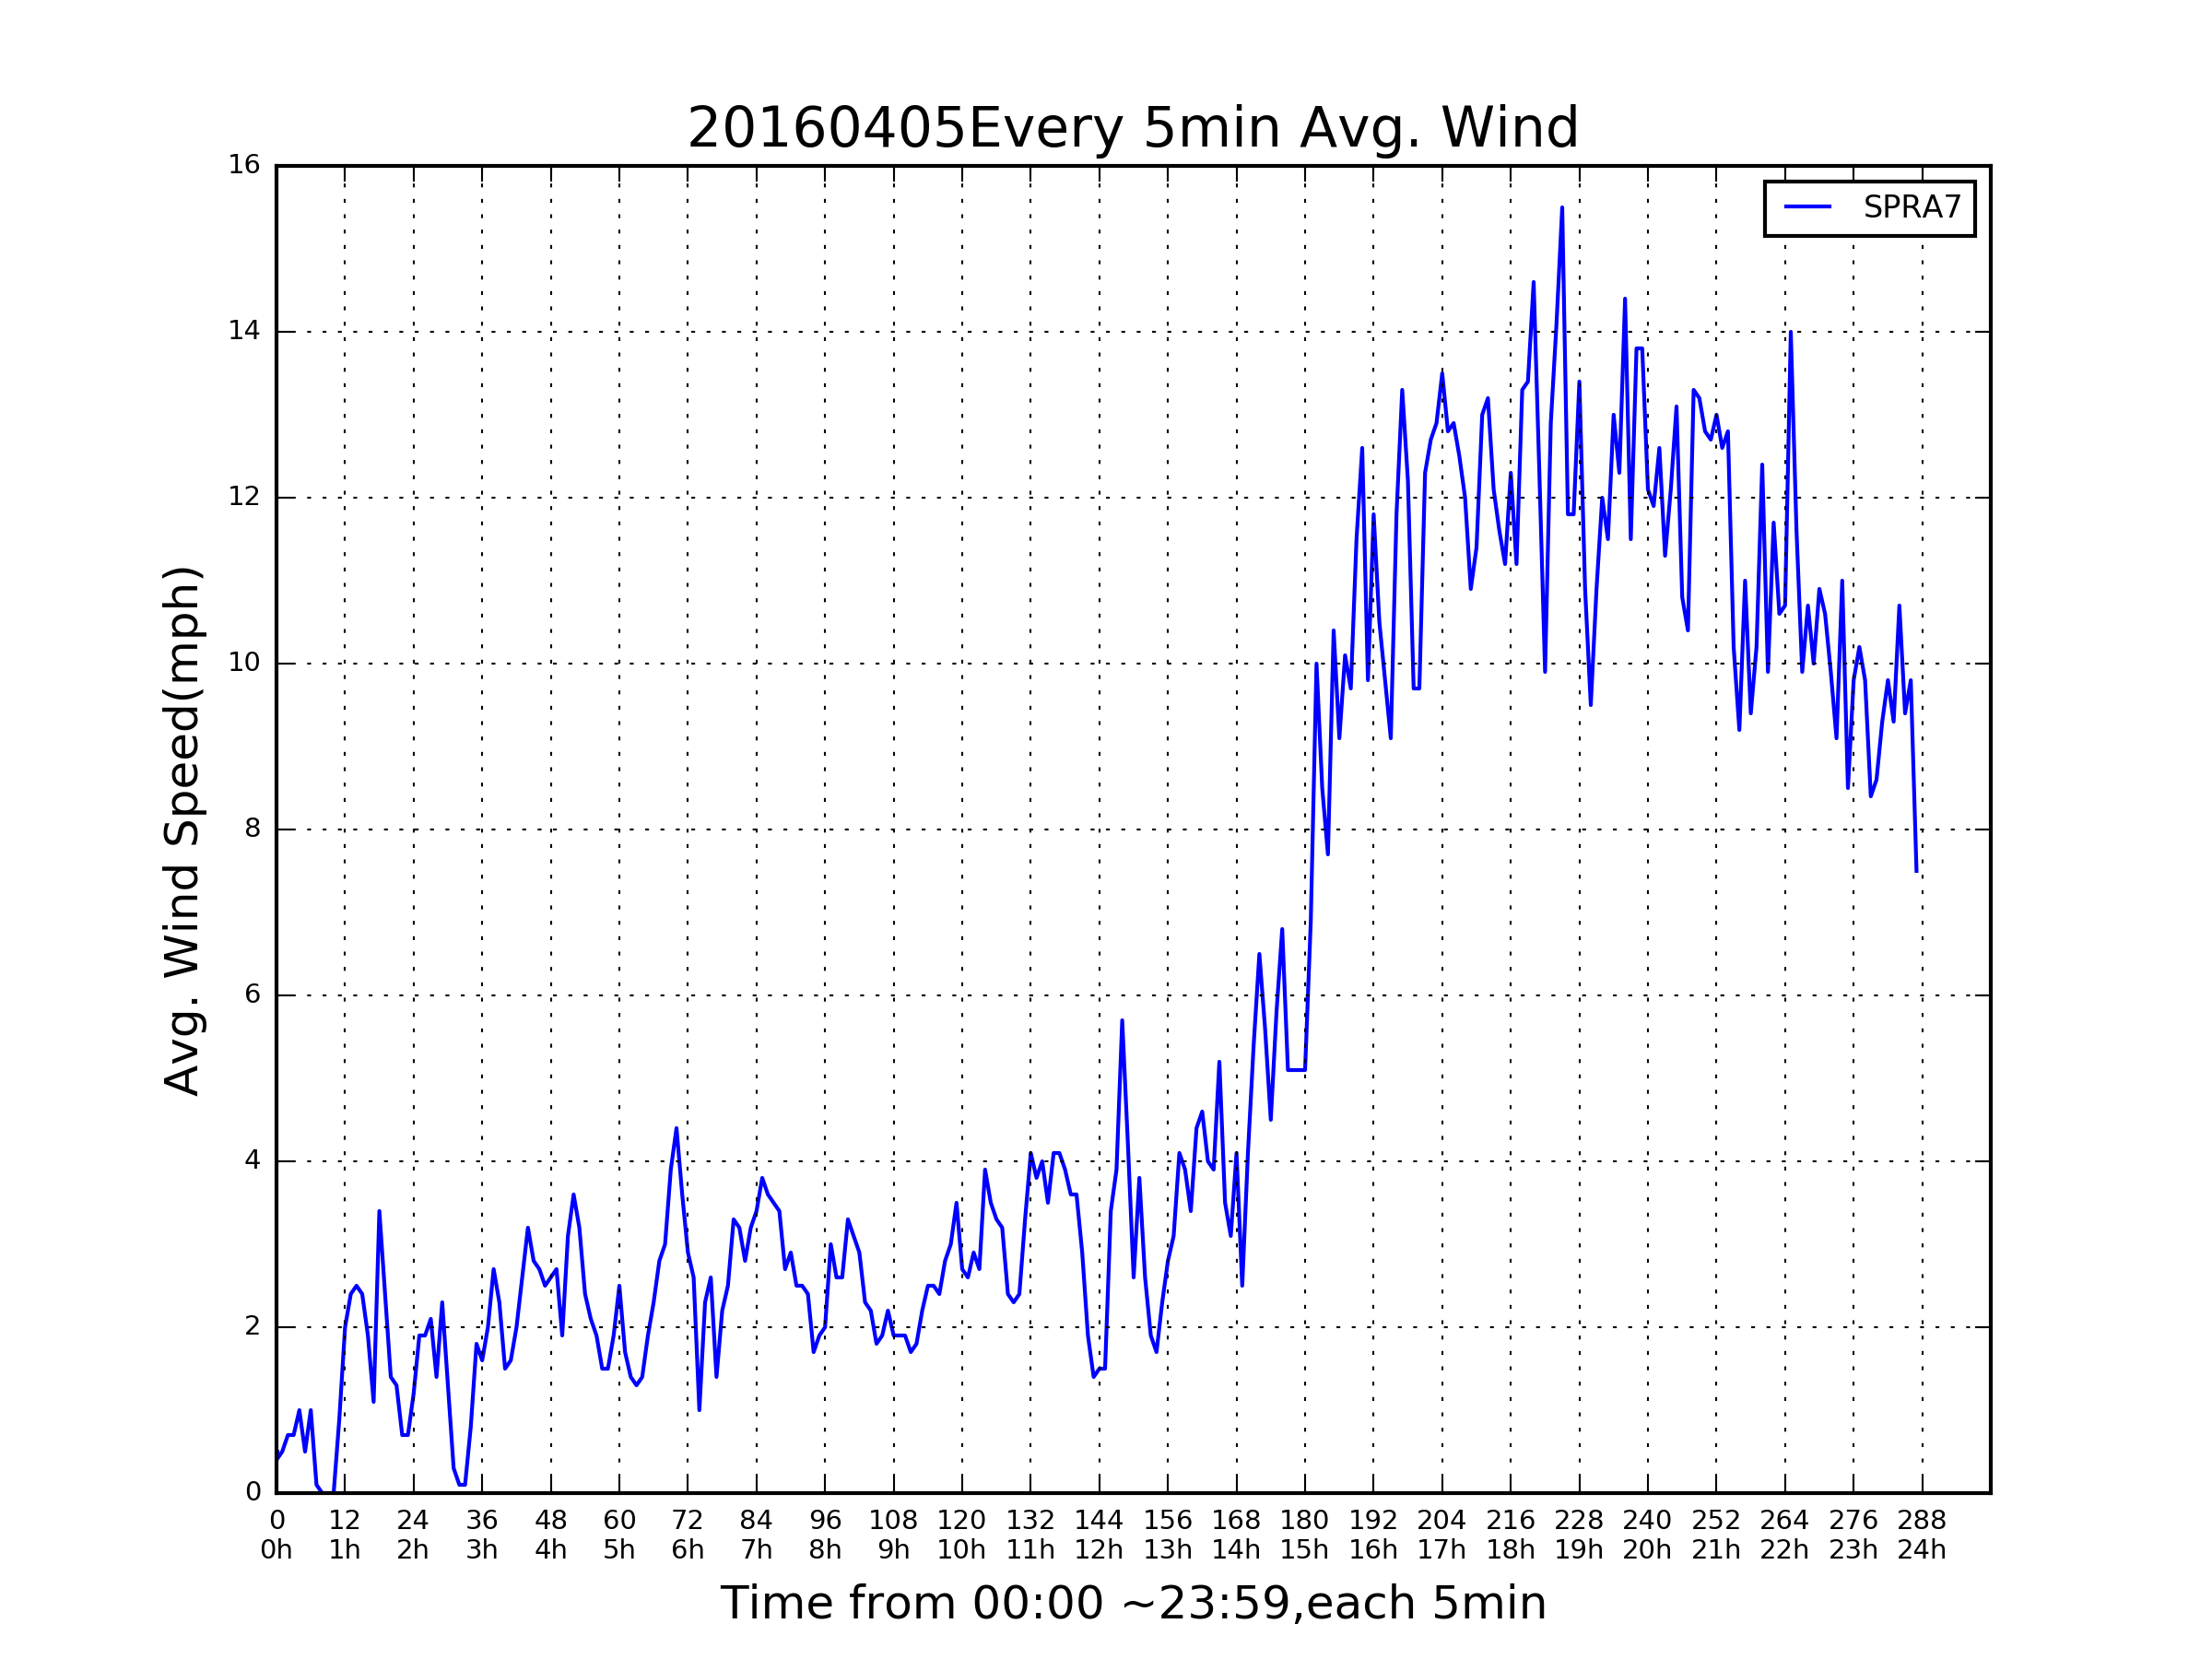 20160405Every 5min Avg. Wind
SPRA7
16
14
12
10
8
6
4
2
0
Avg. Wind Speed(mph)
0 12 24 36 48 60 72 84 96 108 120 132 144 156 168 180 192 204 216 228 240 252 264 276 288
0h 1h 2h 3h 4h 5h 6h 7h 8h 9h 10h 11h 12h 13h 14h 15h 16h 17h 18h 19h 20h 21h 22h 23h 24h
Time from 00:00 ~23:59,each 5min